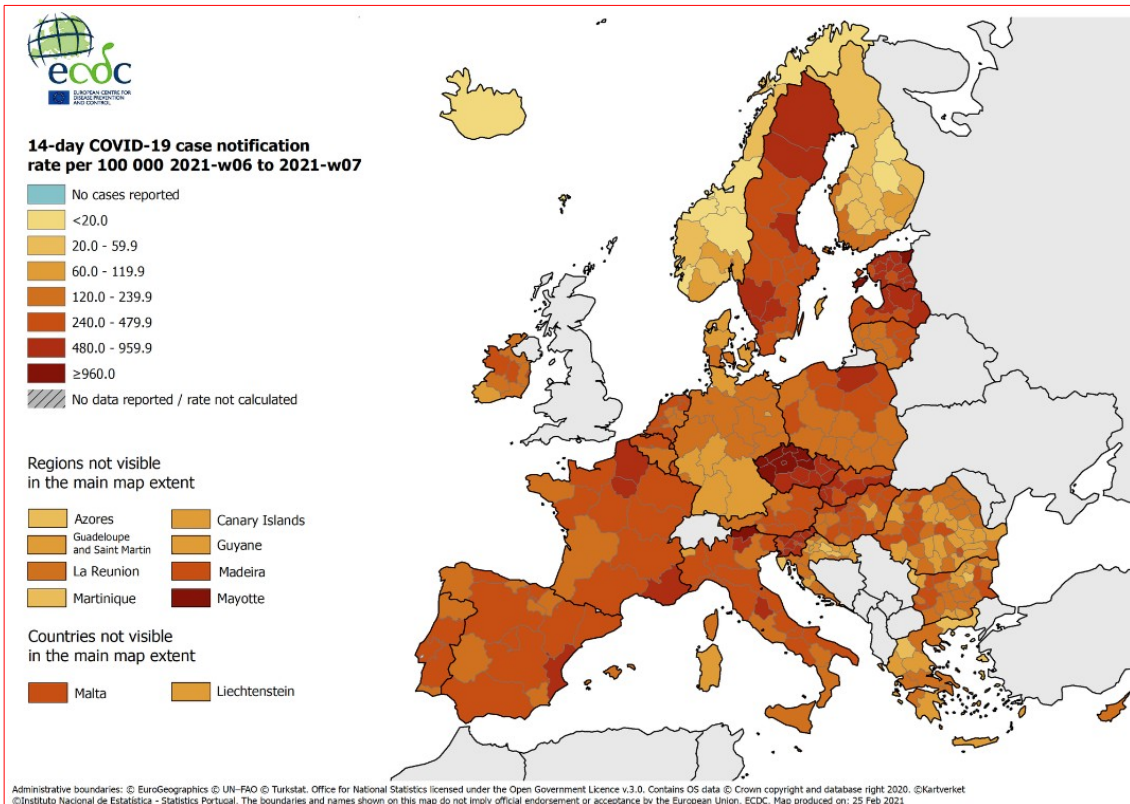 ecdc
EUROPEAN CENTRE FOR
DISEASE PREVENTION
AND CONTROL
14-day COVID-19 case notification
rate per 100 000 2021-w06 to 2021-w07
No cases reported
<20.0
20.0 - 59.9
60.0 - 119.9
120.0 - 239.9
240.0 - 479.9
480.0 - 959.9
≥960.0
No data reported / rate not calculated
Regions not visible
in the main map extent
Azores
Canary Islands
Guadeloupe
and Saint Martin
Guyane
La Reunion
Madeira
Martinique
Mayotte
Countries not visible
in the main map extent
Malta
Liechtenstein
Administrative boundaries: © EuroGeographics © UN–FAO © Turkstat. Office for National Statistics licensed under the Open Government Licence v.3.0. Contains OS data © Crown copyright and database right 2020. ©Kartverket
©Instituto Nacional de Estatística - Statistics Portugal. The boundaries and names shown on this map do not imply official endorsement or acceptance by the European Union. ECDC. Map produced on: 25 Feb 2021